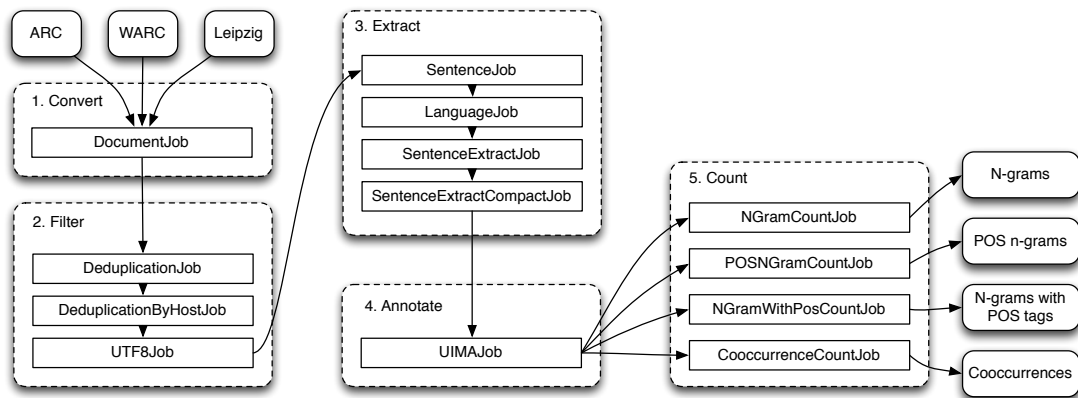 ARC
WARC
Leipzig
1. Convert
DocumentJob
2. Filter
DeduplicationJob
DeduplicationByHostJob
UTF8Job
3. Extract
SentenceJob
LanguageJob
SentenceExtractJob
SentenceExtractCompactJob
4. Annotate
UIMAJob
5. Count
NGramCountJob
POSNGramCountJob
NGramWithPosCountJob
CooccurrenceCountJob
N-grams
POS n-grams
N-grams with
POS tags
Cooccurrences